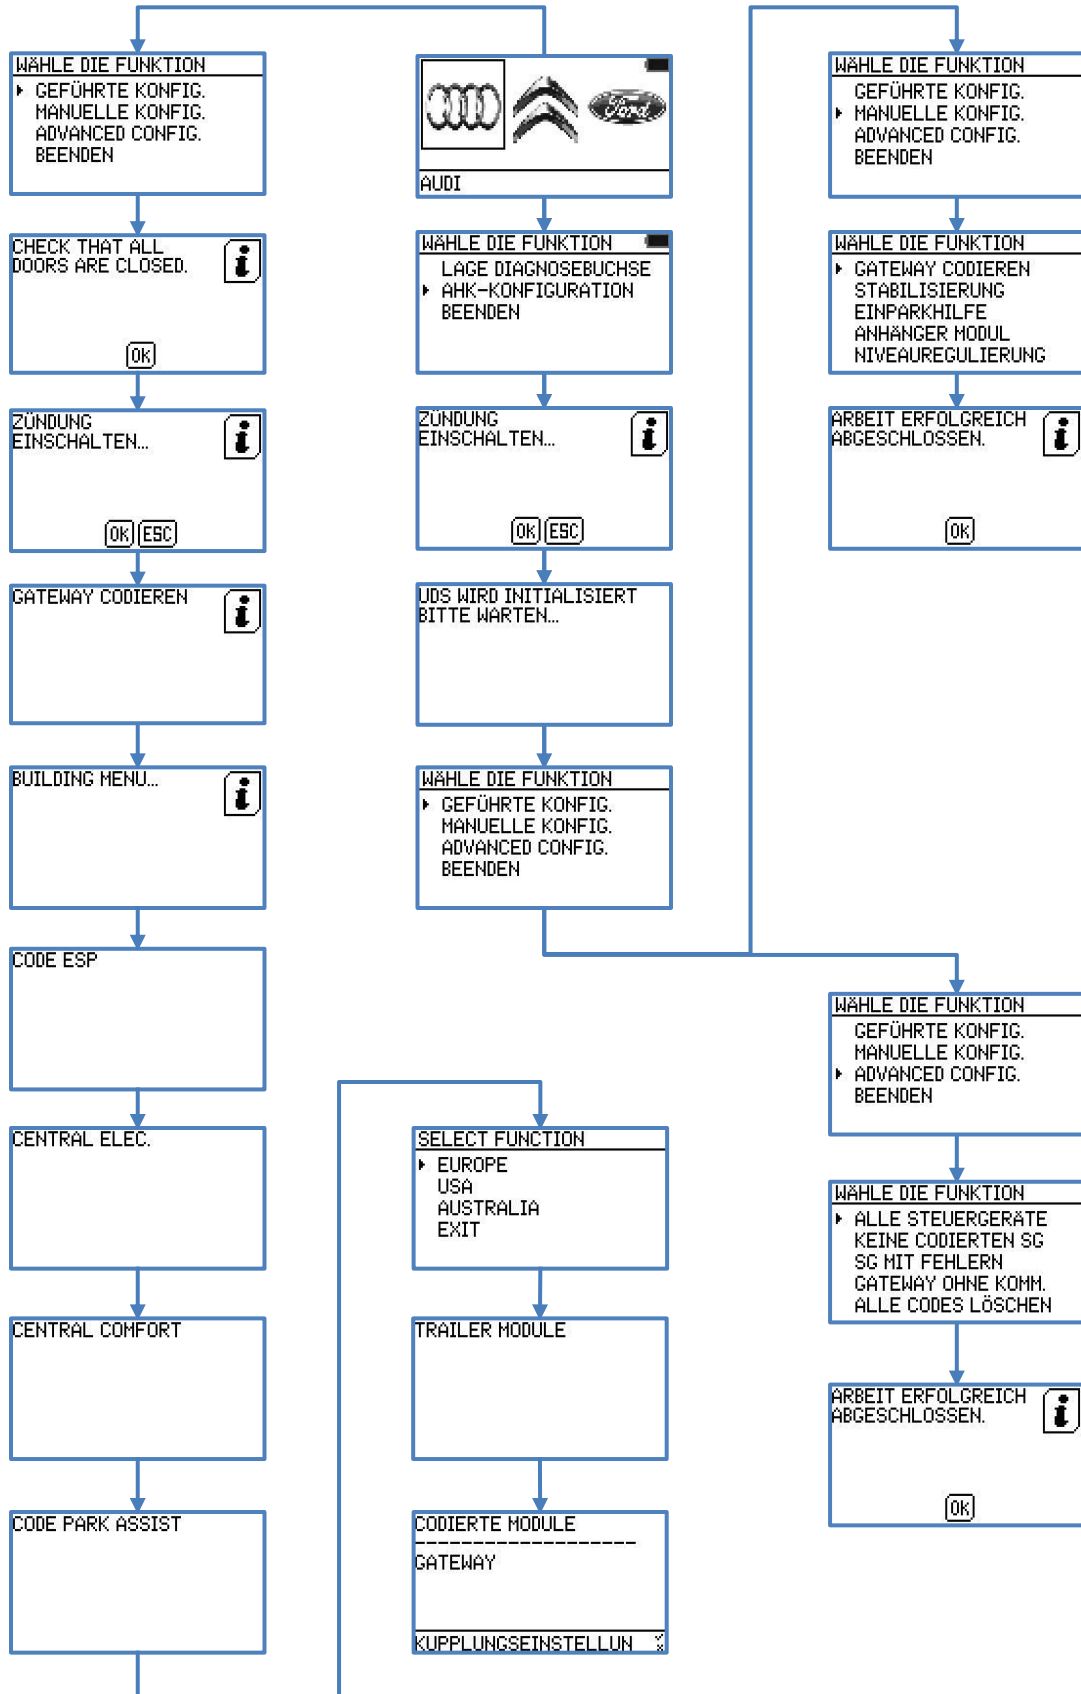 WÄHLE DIE FUNKTION
GEFÜHRTE KONFIG.
MANUELLE KONFIG.
ADVANCED CONFIG.
BEENDEN
CHECK THAT ALL
DOORS ARE CLOSED.
i
OK
ZÜNDUNG
EINSCHALTEN...
i
OK ESC
GATEWAY CODIEREN
i
BUILDING MENU...
i
CODE ESP
CENTRAL ELEC.
CENTRAL COMFORT
CODE PARK ASSIST
Ford
AUDI
WÄHLE DIE FUNKTION
LAGE DIAGNOSEBUCHSE
AHK-KONFIGURATION
BEENDEN
ZÜNDUNG
EINSCHALTEN...
i
OK ESC
UDS WIRD INITIALISIERT
BITTE WARTEN...
WÄHLE DIE FUNKTION
GEFÜHRTE KONFIG.
MANUELLE KONFIG.
ADVANCED CONFIG.
BEENDEN
SELECT FUNCTION
EUROPE
USA
AUSTRALIA
EXIT
TRAILER MODULE
CODIERTE MODULE
-------------------
GATEWAY
KUPPLUNGSEINSTELLUN
WÄHLE DIE FUNKTION
GEFÜHRTE KONFIG.
MANUELLE KONFIG.
ADVANCED CONFIG.
BEENDEN
WÄHLE DIE FUNKTION
GATEWAY CODIEREN
STABILISIERUNG
EINPARKHILFE
ANHÄNGER MODUL
NIVEAUREGULIERUNG
ARBEIT ERFOLGREICH
ABGESCHLOSSEN.
i
OK
WÄHLE DIE FUNKTION
GEFÜHRTE KONFIG.
MANUELLE KONFIG.
ADVANCED CONFIG.
BEENDEN
WÄHLE DIE FUNKTION
ALLE STEUERGERÄTE
KEINE CODIERTEN SG
SG MIT FEHLERN
GATEWAY OHNE KOMM.
ALLE CODES LÖSCHEN
ARBEIT ERFOLGREICH
ABGESCHLOSSEN.
i
OK